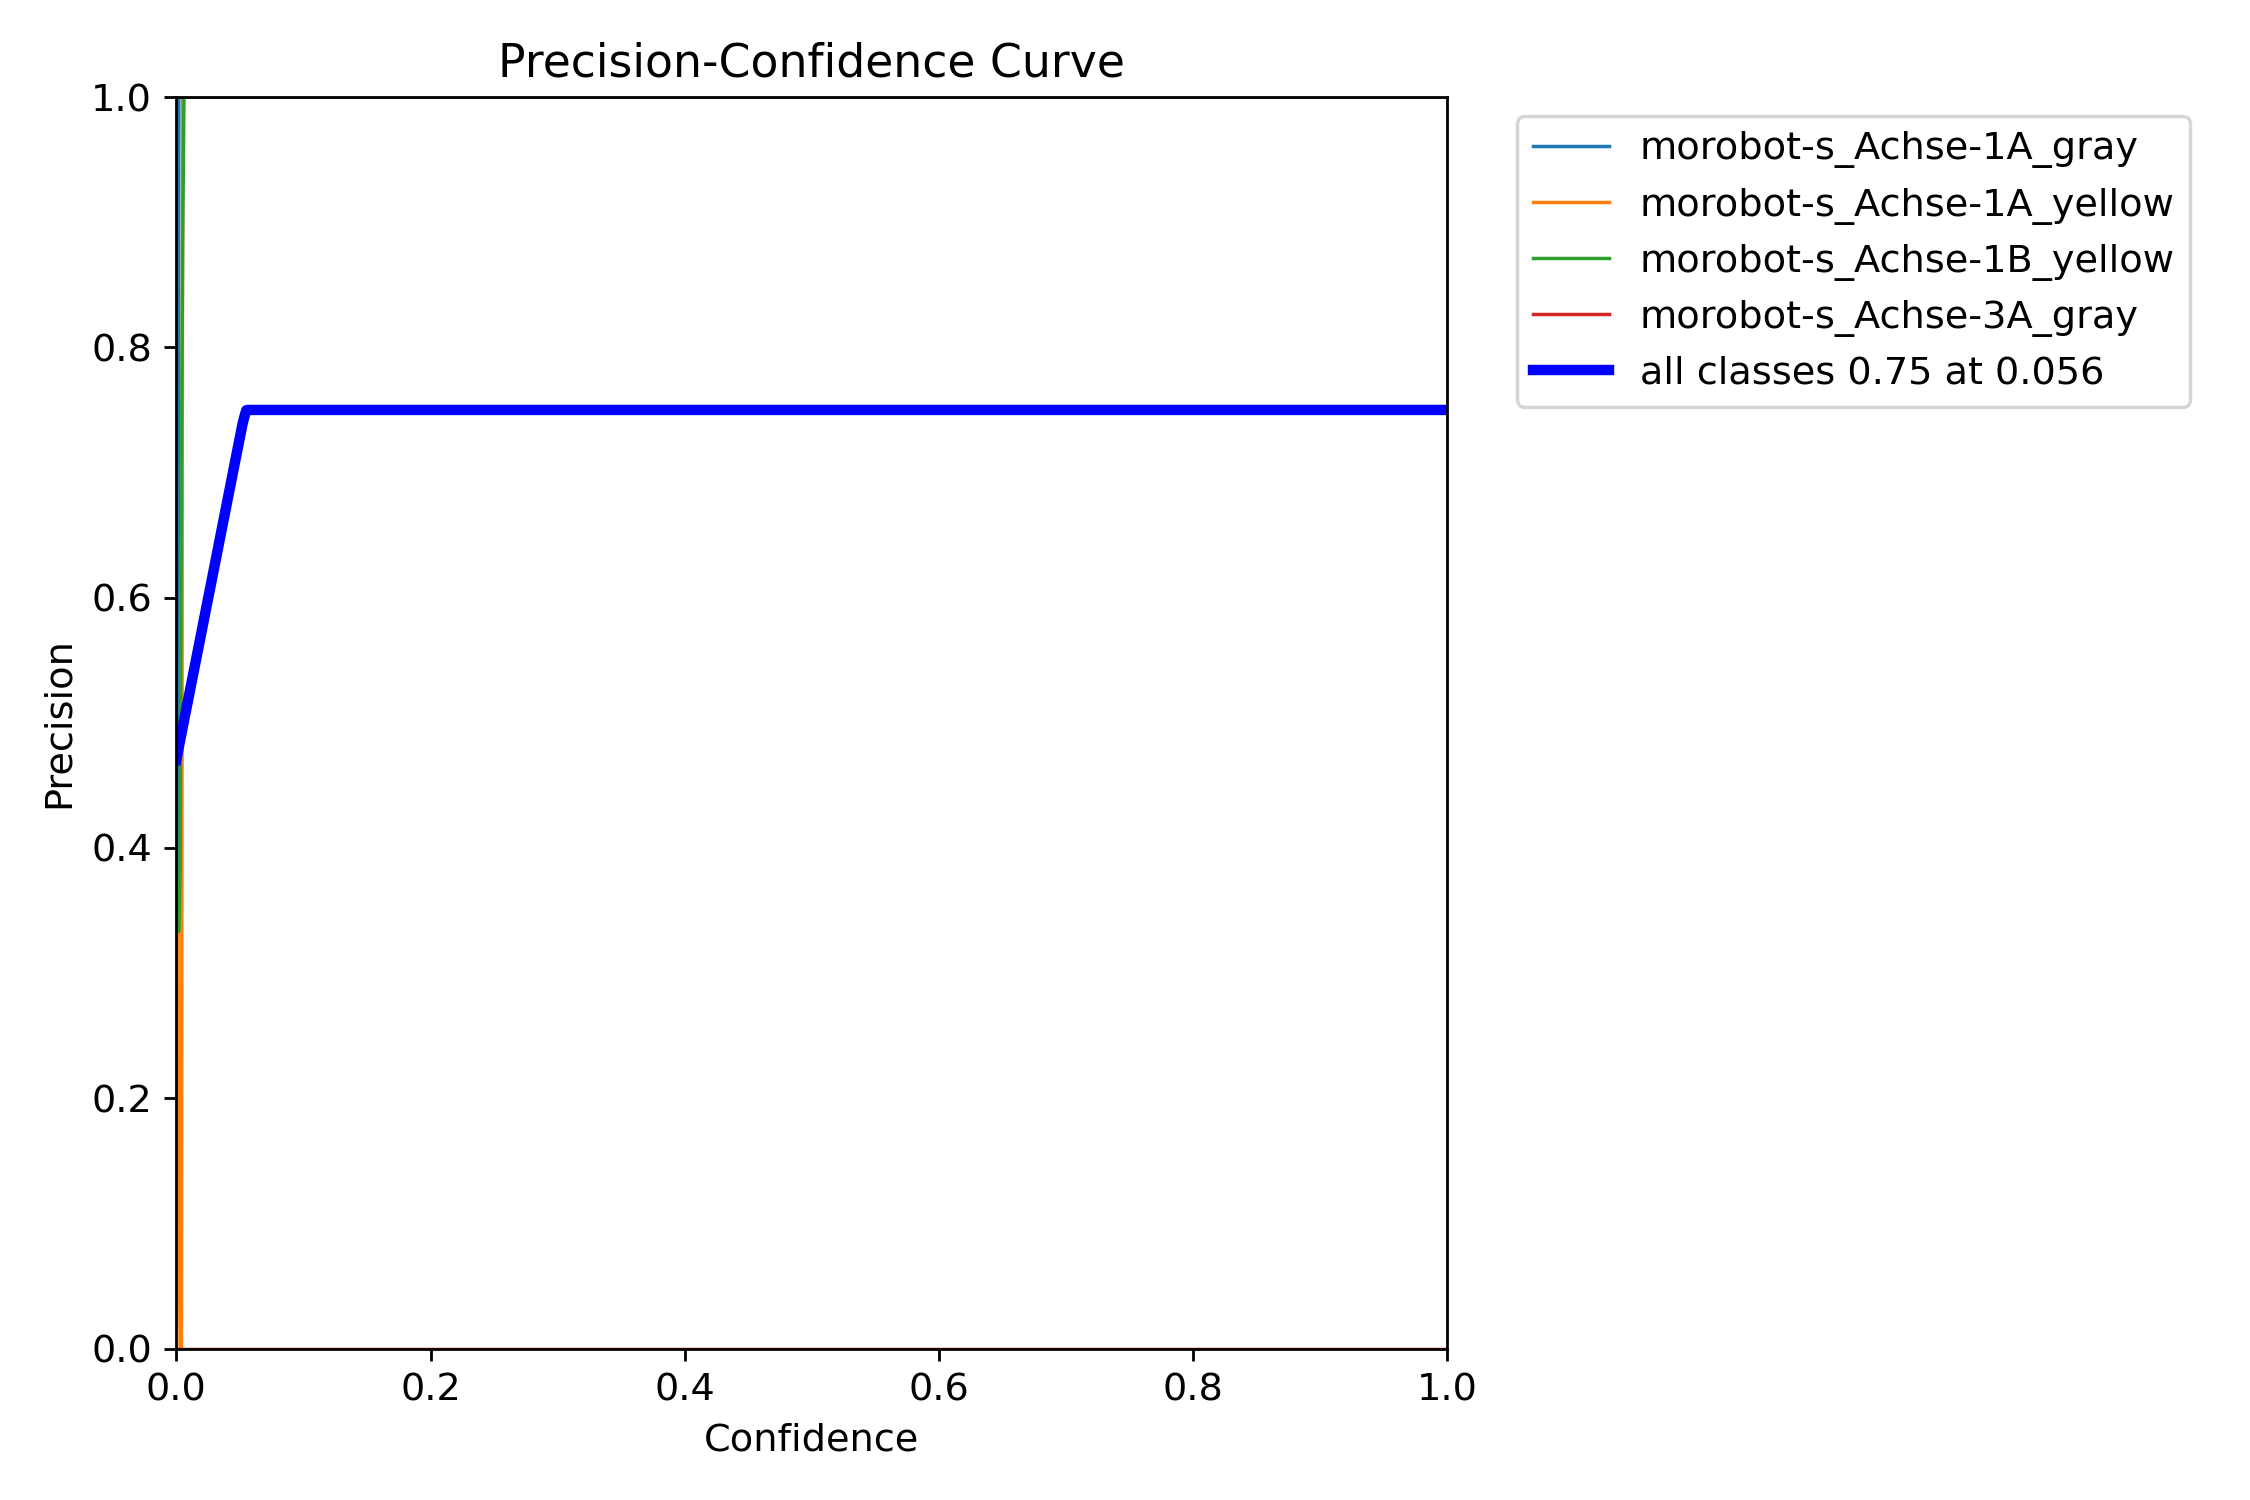 Precision-Confidence Curve
1.0
0.8
0.6
0.4
0.2
0.0
Precision
0.0 0.2 0.4 0.6 0.8 1.0
Confidence
morobot-s_Achse-1A_gray
morobot-s_Achse-1A_yellow
morobot-s_Achse-1B_yellow
morobot-s_Achse-3A_gray
all classes 0.75 at 0.056